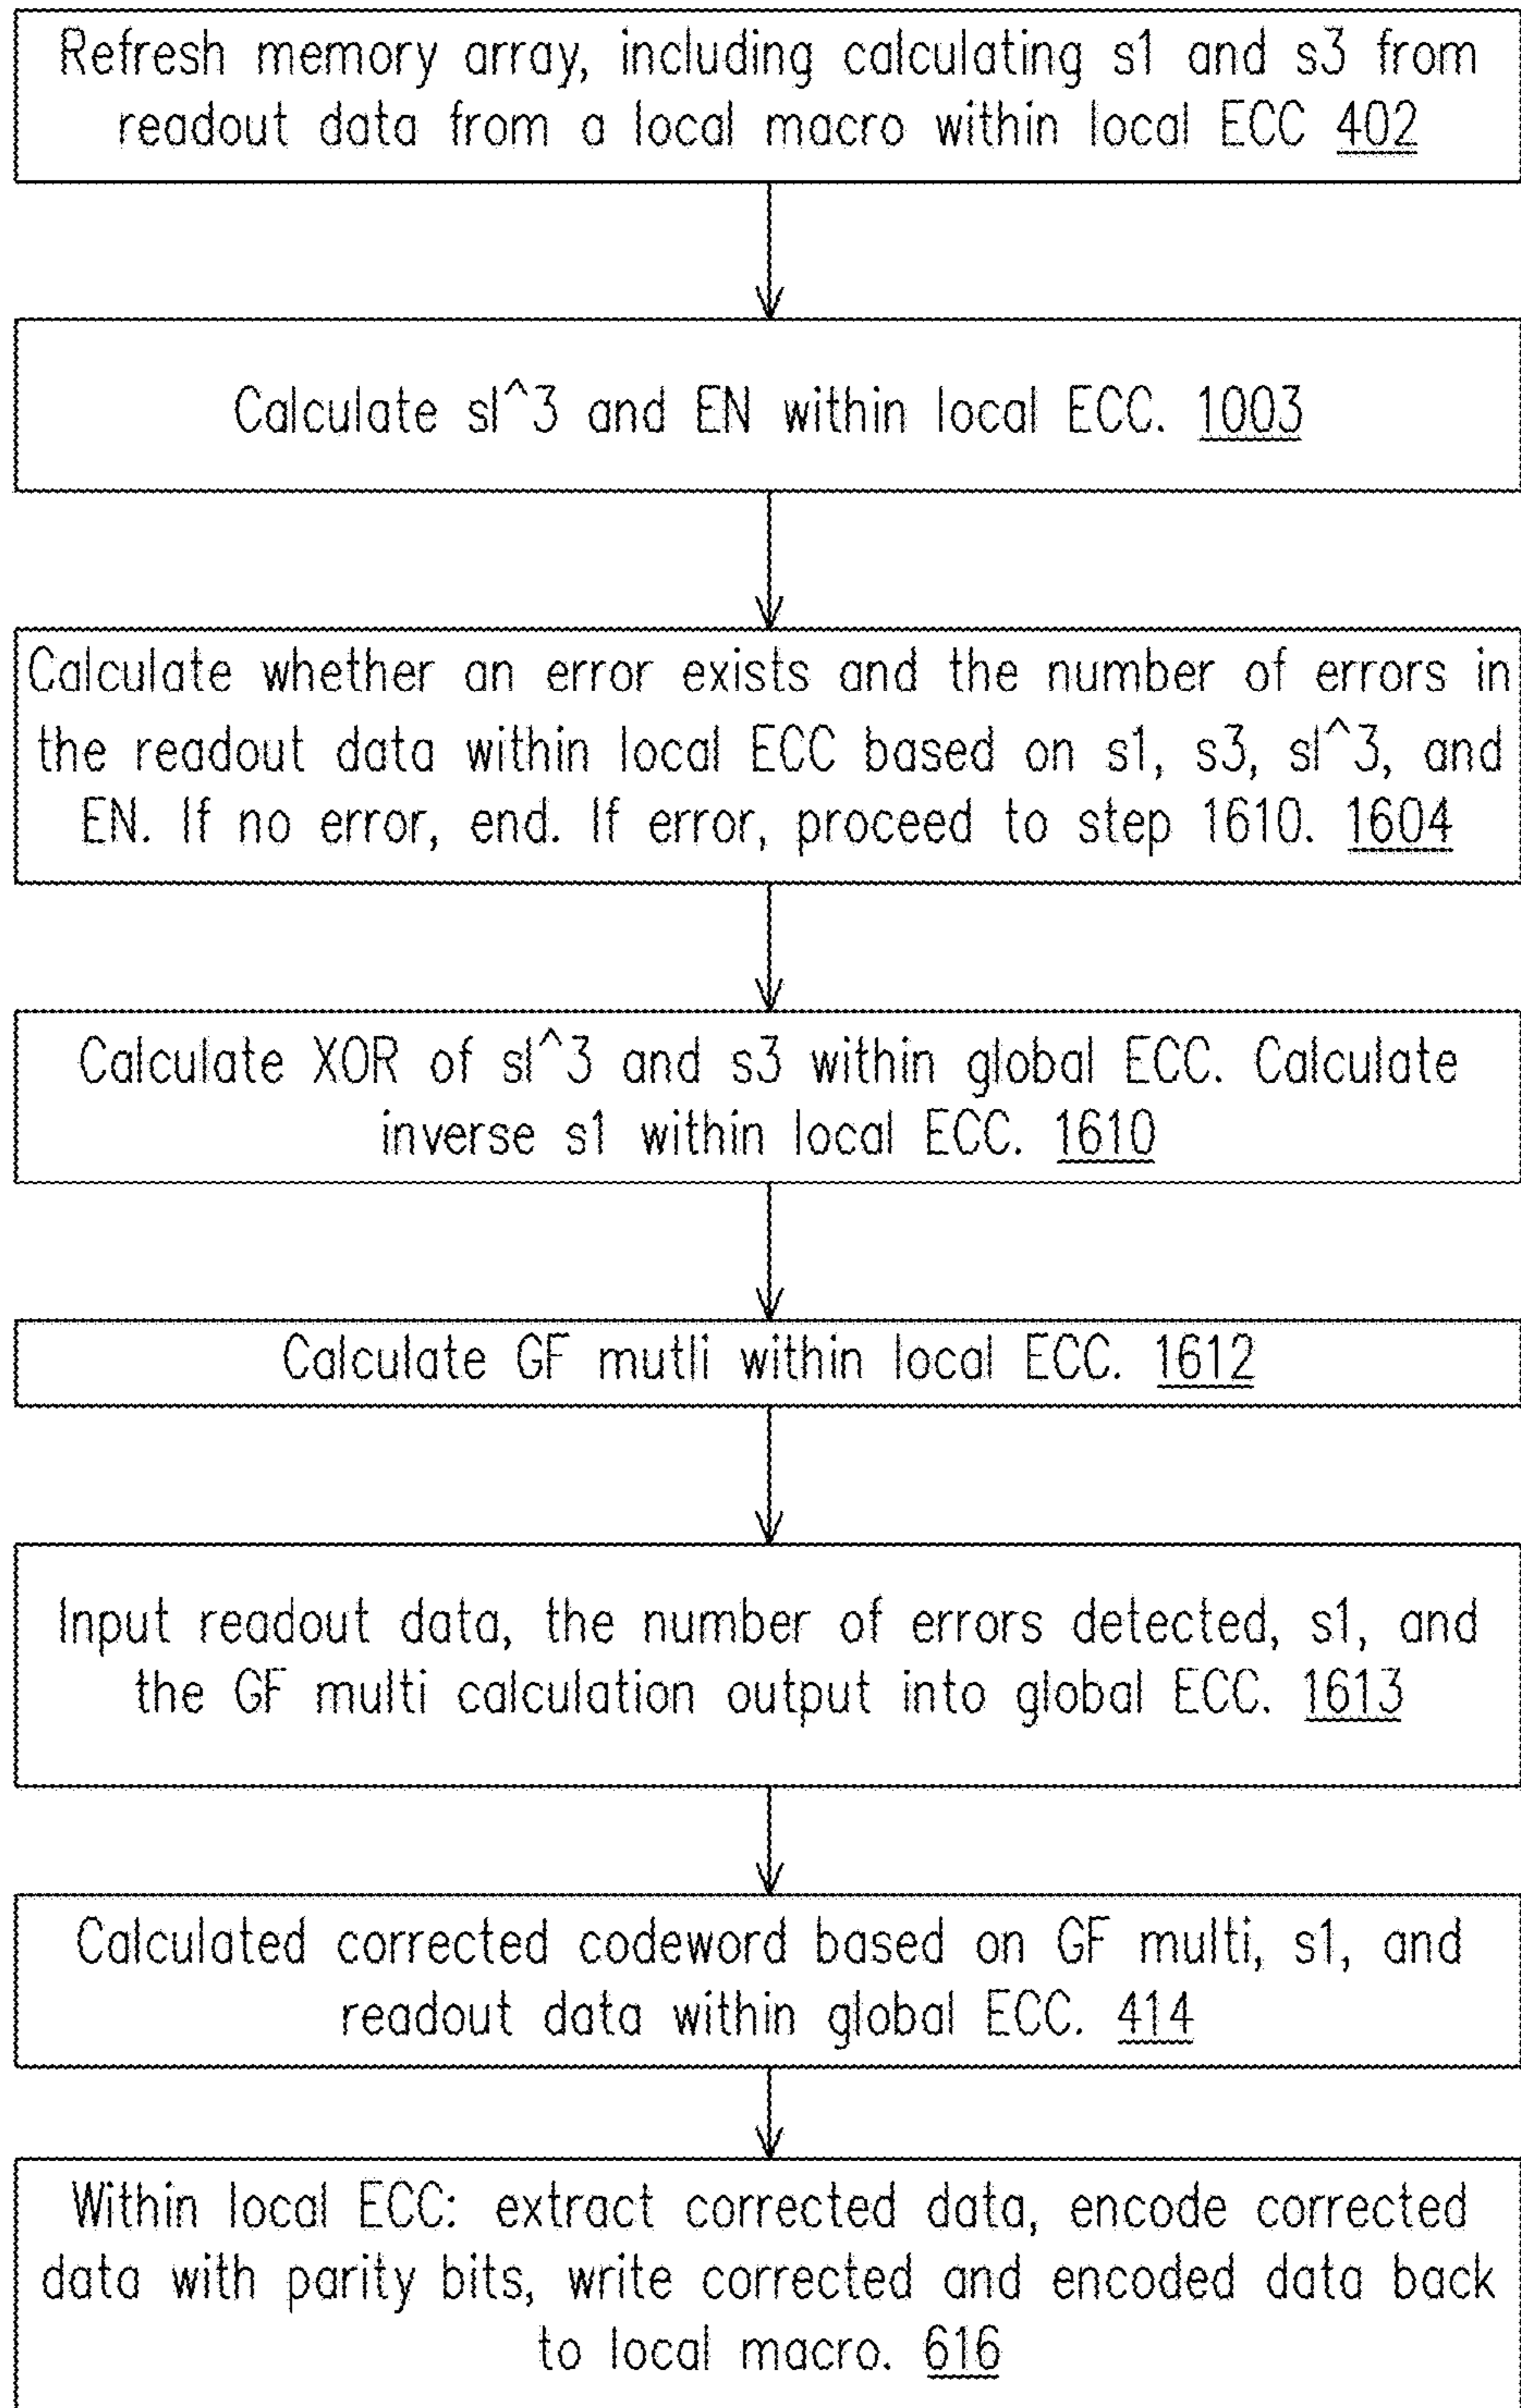 Refresh memory array, including calculating s1 and s3 from
readout data from a local macro within local ECC 402
Calculate sl^3 and EN within local ECC. 1003
Calculate whether an error exists and the number of errors in
the readout data within local ECC based on s1, s3, sl^3, and
EN. If no error, end. If error, proceed to step 1610. 1604
Calculate XOR of sl^3 and s3 within global ECC. Calculate
inverse s1 within local ECC. 1610
Calculate GF mutli within local ECC. 1612
Input readout data, the number of errors detected, s1, and
the GF multi calculation output into global ECC. 1613
Calculated corrected codeword based on GF multi, s1, and
readout data within global ECC. 414
Within local ECC: extract corrected data, encode corrected
data with parity bits, write corrected and encoded data back
to local macro. 616